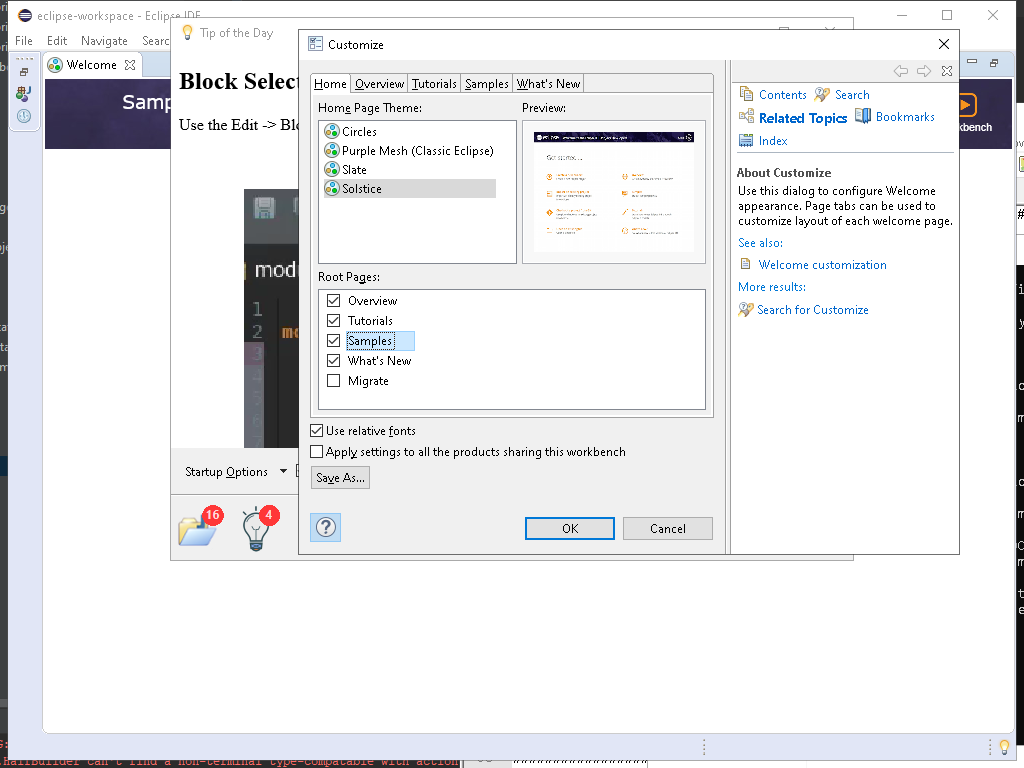 eclipse-workspace - Eclipse IDE
File Edit Navigate Searc
Welcome
Samp
Tip of the Day
Block Select
Use the Edit -> Blo
modu
1
2
3
4
5
6
Startup Options
16
4
Customize
Home Overview Tutorials Samples What's New
Home Page Theme:
Circles
Purple Mesh (Classic Eclipse)
Slate
Solstice
Preview:
Root Pages:
Overview
Tutorials
Samples
What's New
Migrate
Use relative fonts
Apply settings to all the products sharing this workbench
Save As...
?
OK Cancel
Contents Search
Related Topics Bookmarks
Index
About Customize
Use this dialog to configure Welcome
appearance. Page tabs can be used to
customize layout of each welcome page.
See also:
Welcome customization
More results:
Search for Customize
kbench
.HallBuilder can't find a non-terminal type-compatable with action